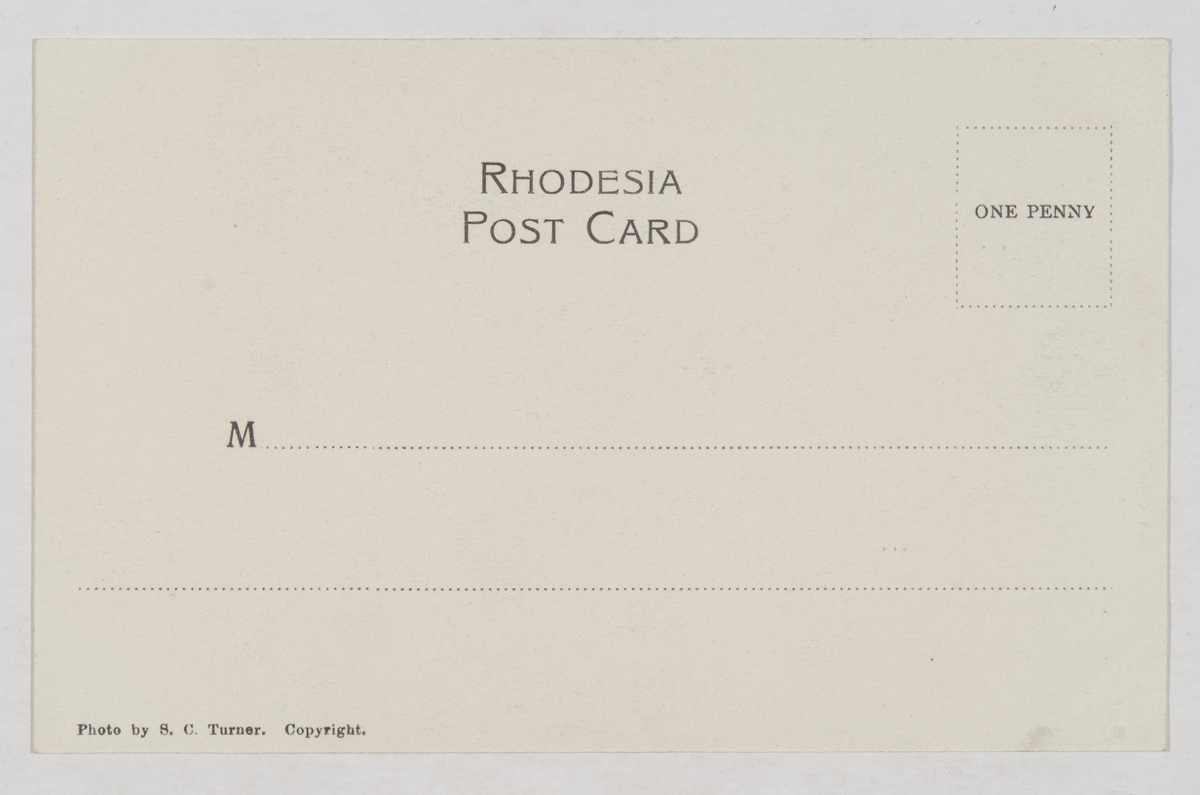 RHODESIA
POST CARD
ONE PENNY
M
Photo by S. C. Turner. Copyright.